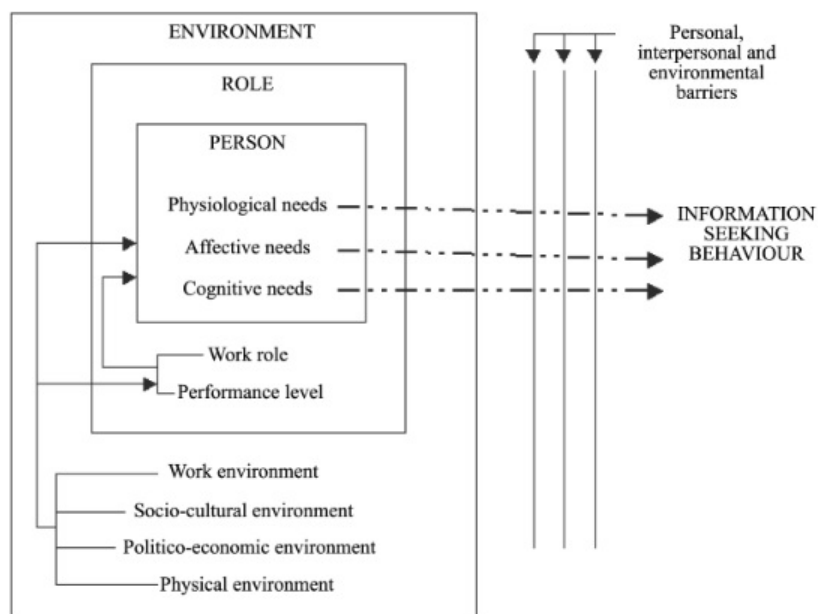 ENVIRONMENT
ROLE
PERSON
Physiological needs
Affective needs
Cognitive needs
Work role
Performance level
Work environment
Socio-cultural environment
Politico-economic environment
Physical environment
Personal,
interpersonal and
environmental
barriers
INFORMATION
SEEKING
BEHAVIOUR